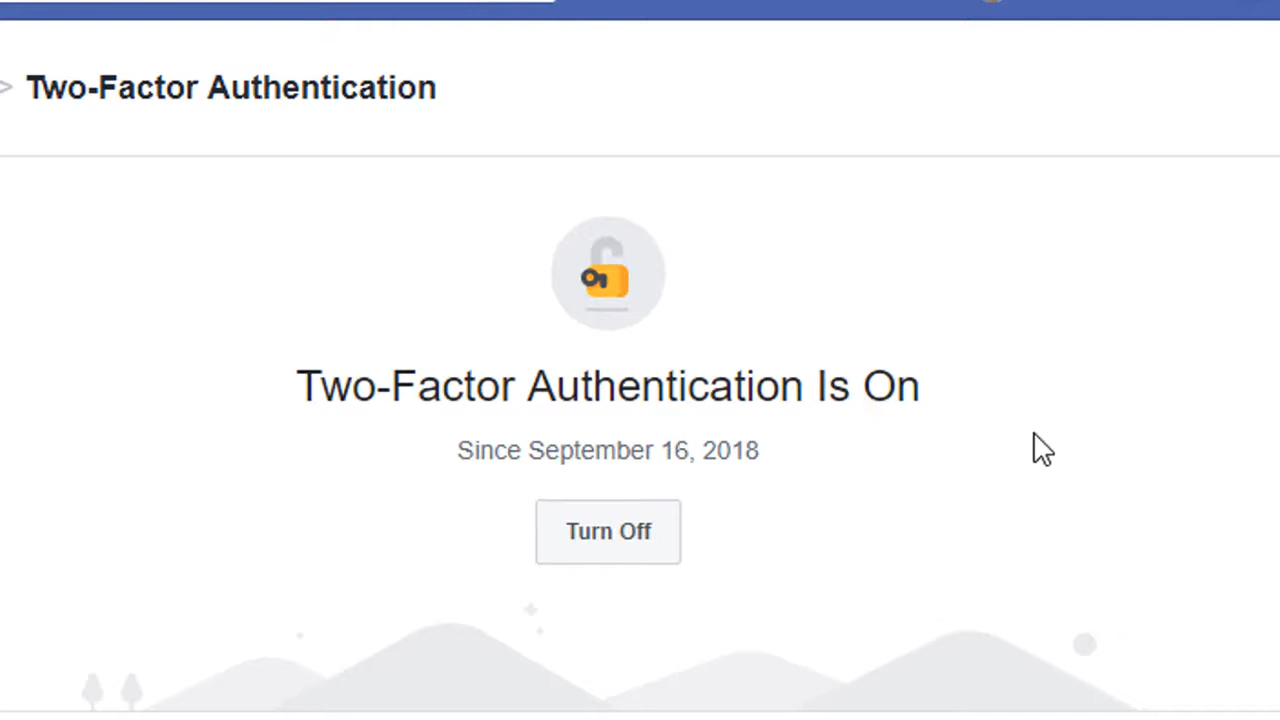 > Two-Factor Authentication
Two-Factor Authentication Is On
Since September 16, 2018
Turn Off